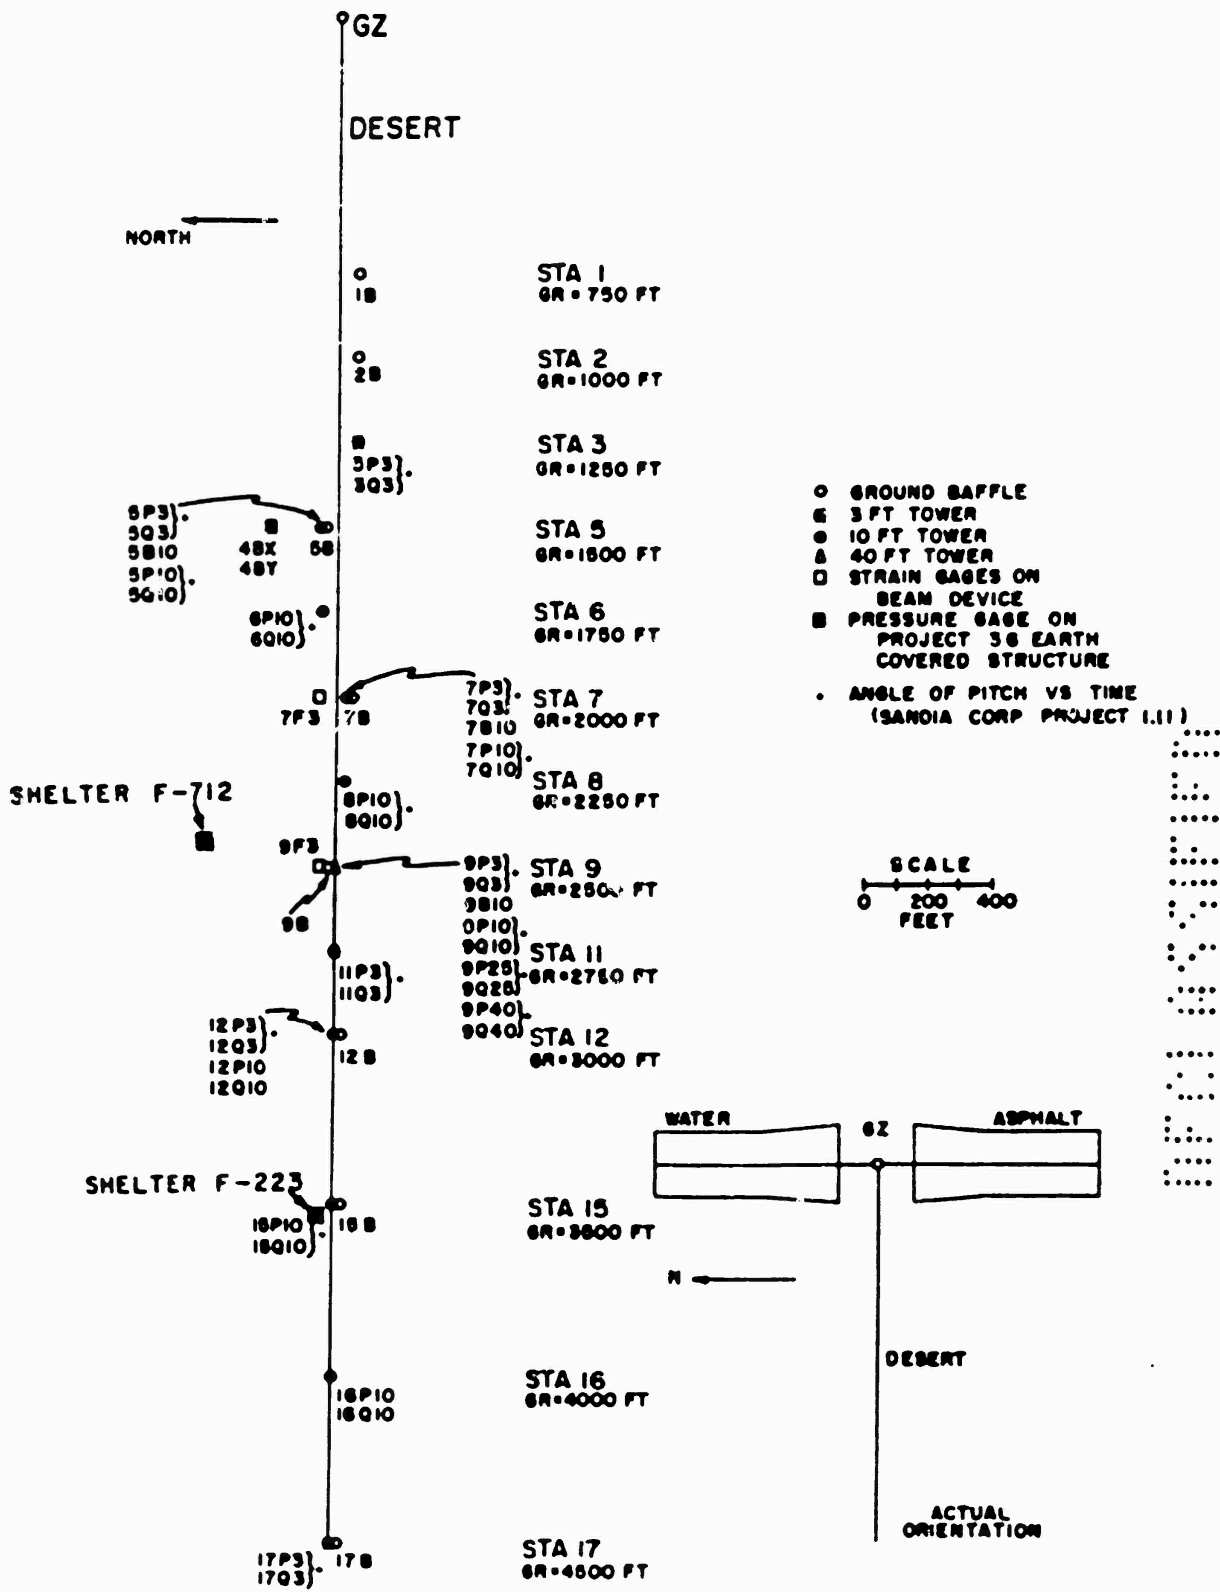 GZ
DESERT
NORTH
1B
STA 1
GR = 750 FT
2B
STA 2
GR = 1000 FT
3P3
3Q3
STA 3
GR = 1250 FT
5P3
5Q3
5B10
5P10
5Q10
4BX
4BY
5B
STA 5
GR = 1500 FT
6P10
6Q10
STA 6
GR = 1750 FT
7F3
7B
7P3
7Q3
7B10
7P10
7Q10
STA 7
GR = 2000 FT
8P10
8Q10
STA 8
GR = 2250 FT
SHELTER F-712
9F3
9B
9P3
9Q3
9B10
9P10
9Q10
9P25
9Q25
9P40
9Q40
STA 9
GR = 2500 FT
11P3
11Q3
STA 11
GR = 2750 FT
12P3
12Q3
12P10
12Q10
12B
STA 12
GR = 3000 FT
SHELTER F-223
15P10
15Q10
15B
STA 15
GR = 3500 FT
16P10
16Q10
STA 16
GR = 4000 FT
17P3
17Q3
17B
STA 17
GR = 4500 FT
GROUND BAFFLE
3 FT TOWER
10 FT TOWER
40 FT TOWER
STRAIN GAGES ON
BEAM DEVICE
PRESSURE GAGE ON
PROJECT 3.6 EARTH
COVERED STRUCTURE
ANGLE OF PITCH VS TIME
(SANDIA CORP PROJECT 1.11)
SCALE
0 200 400
FEET
WATER
GZ
ASPHALT
N
DESERT
ACTUAL
ORIENTATION